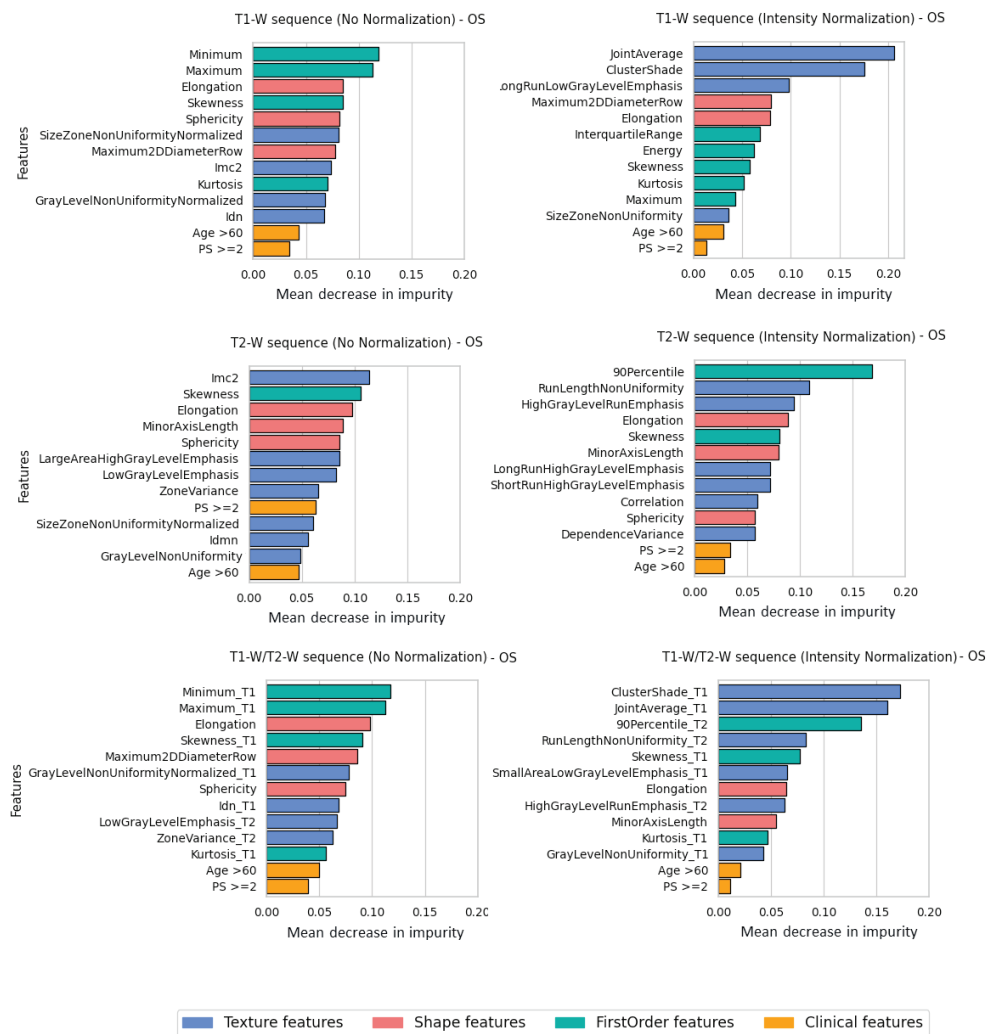 T1-W sequence (No Normalization) - OS
Features
Minimum
Maximum
Elongation
Skewness
Sphericity
SizeZoneNonUniformityNormalized
Maximum2DDiameterRow
Imc2
Kurtosis
GrayLevelNonUniformityNormalized
Idn
Age >60
PS >=2
0.00 0.05 0.10 0.15 0.20
Mean decrease in impurity
T1-W sequence (Intensity Normalization) - OS
JointAverage
ClusterShade
LongRunLowGrayLevelEmphasis
Maximum2DDiameterRow
Elongation
InterquartileRange
Energy
Skewness
Kurtosis
Maximum
SizeZoneNonUniformity
Age >60
PS >=2
0.00 0.05 0.10 0.15 0.20
Mean decrease in impurity
T2-W sequence (No Normalization) - OS
Features
Imc2
Skewness
Elongation
MinorAxisLength
Sphericity
LargeAreaHighGrayLevelEmphasis
LowGrayLevelEmphasis
ZoneVariance
PS >=2
SizeZoneNonUniformityNormalized
Idmn
GrayLevelNonUniformity
Age >60
0.00 0.05 0.10 0.15 0.20
Mean decrease in impurity
T2-W sequence (Intensity Normalization) - OS
90Percentile
RunLengthNonUniformity
HighGrayLevelRunEmphasis
Elongation
Skewness
MinorAxisLength
LongRunHighGrayLevelEmphasis
ShortRunHighGrayLevelEmphasis
Correlation
Sphericity
DependenceVariance
PS >=2
Age >60
0.00 0.05 0.10 0.15 0.20
Mean decrease in impurity
T1-W/T2-W sequence (No Normalization) - OS
Features
Minimum_T1
Maximum_T1
Elongation
Skewness_T1
Maximum2DDiameterRow
GrayLevelNonUniformityNormalized_T1
Sphericity
Idn_T1
LowGrayLevelEmphasis_T2
ZoneVariance_T2
Kurtosis_T1
Age >60
PS >=2
0.00 0.05 0.10 0.15 0.20
Mean decrease in impurity
T1-W/T2-W sequence (Intensity Normalization) - OS
ClusterShade_T1
JointAverage_T1
90Percentile_T2
RunLengthNonUniformity_T2
Skewness_T1
SmallAreaLowGrayLevelEmphasis_T1
Elongation
HighGrayLevelRunEmphasis_T2
MinorAxisLength
Kurtosis_T1
GrayLevelNonUniformity_T1
Age >60
PS >=2
0.00 0.05 0.10 0.15 0.20
Mean decrease in impurity
Texture features Shape features FirstOrder features Clinical features